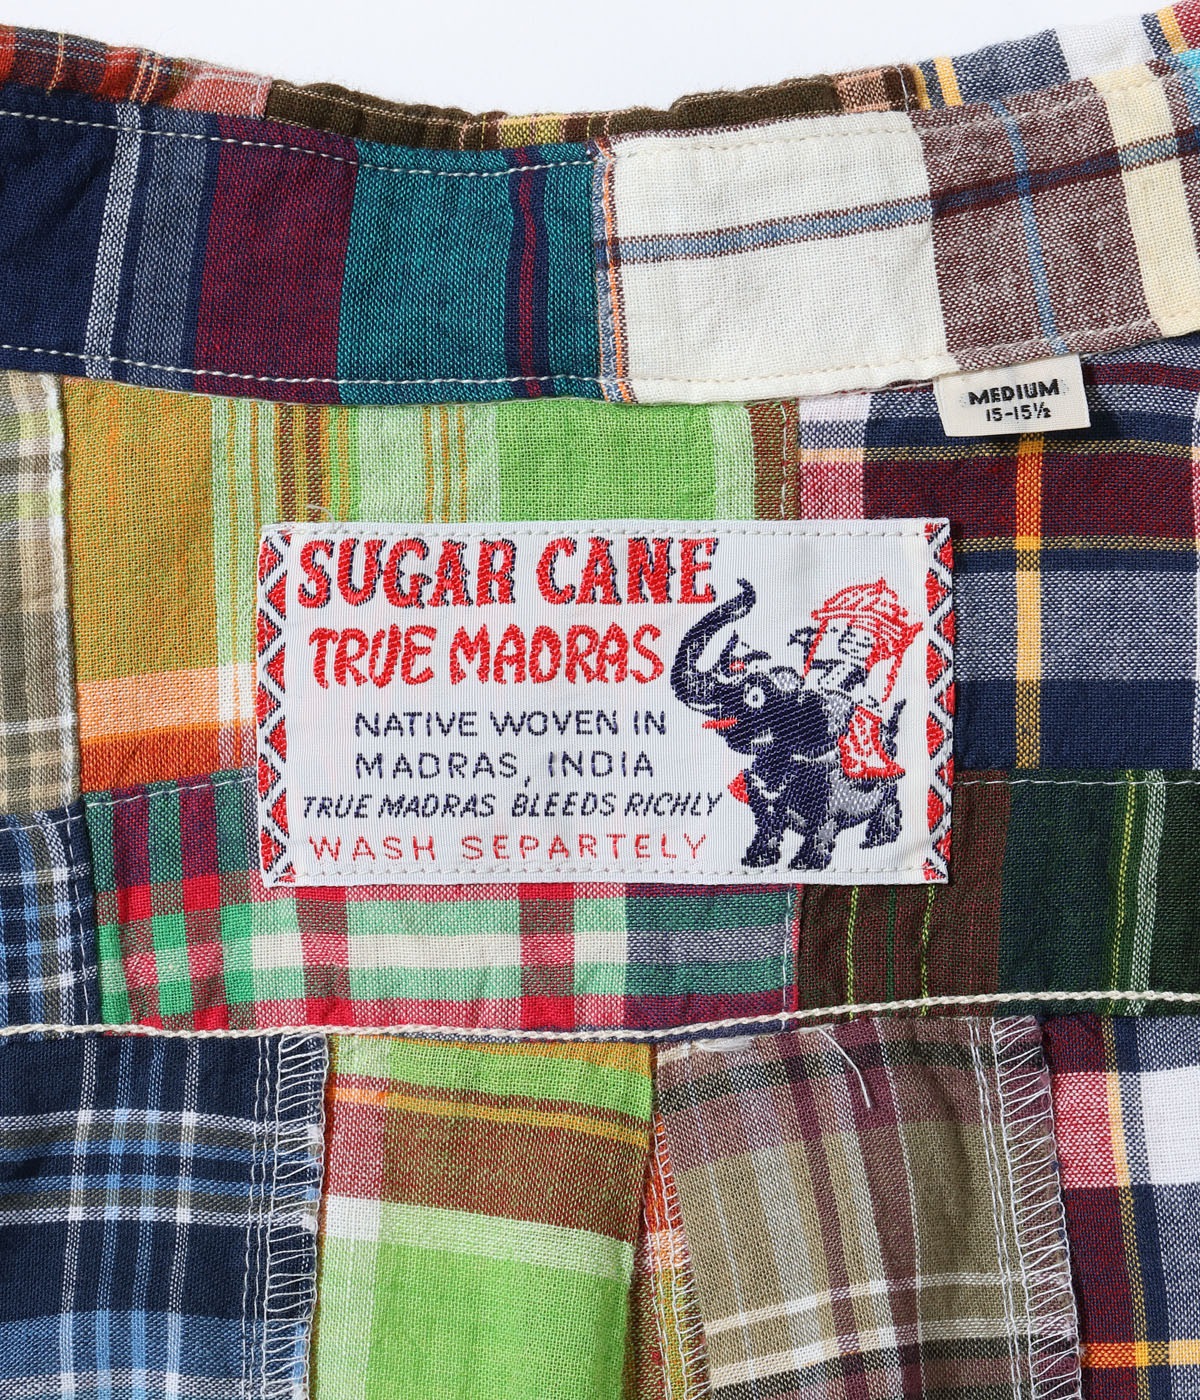 MEDIUM
15-15½
SUGAR CANE
TRUE MADRAS
NATIVE WOVEN IN
MADRAS, INDIA
TRUE MADRAS BLEEDS RICHLY
WASH SEPARTELY